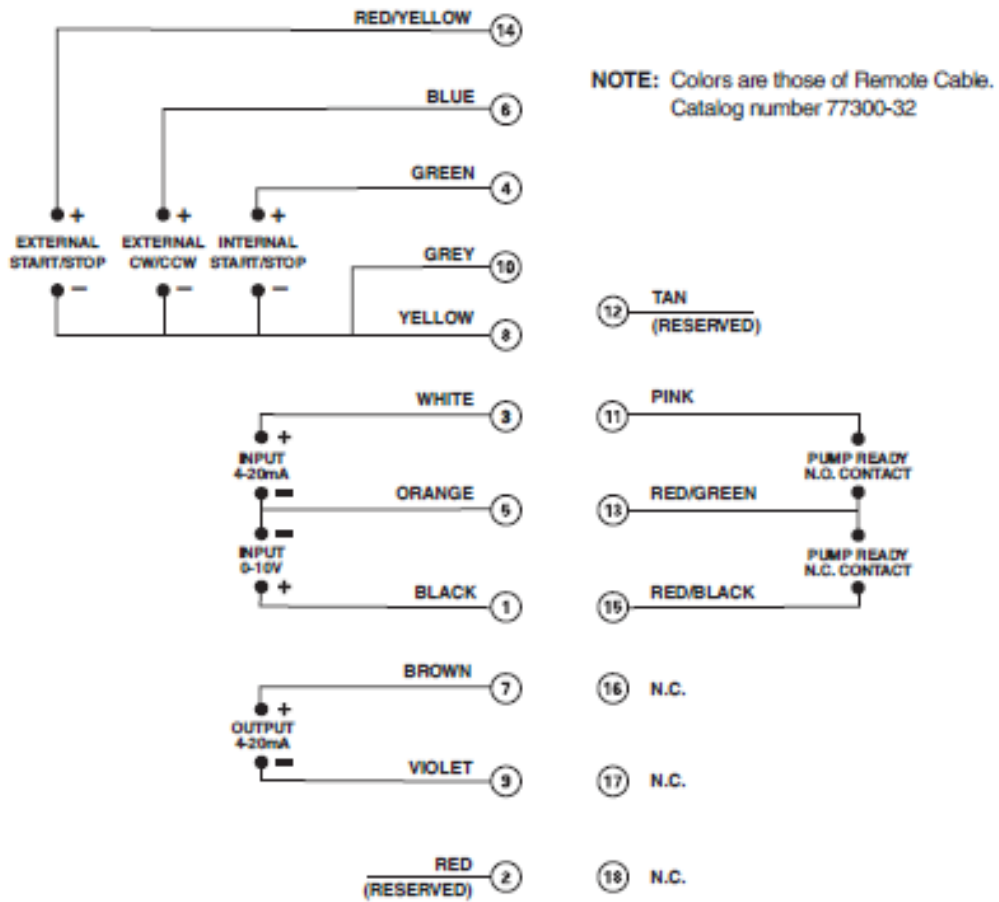 RED/YELLOW
14
NOTE: Colors are those of Remote Cable.
Catalog number 77300-32
BLUE
6
GREEN
4
+ + +
EXTERNAL EXTERNAL INTERNAL
START/STOP CW/CCW START/STOP
− − −
GREY
10
YELLOW
8
12
TAN
(RESERVED)
WHITE
3
+
INPUT
4-20mA
−
ORANGE
5
−
INPUT
0-10V
+
BLACK
1
11
PINK
PUMP READY
N.O. CONTACT
13
RED/GREEN
PUMP READY
N.C. CONTACT
15
RED/BLACK
BROWN
7
+
OUTPUT
4-20mA
−
VIOLET
9
16 N.C.
17 N.C.
RED
(RESERVED)
2
18 N.C.